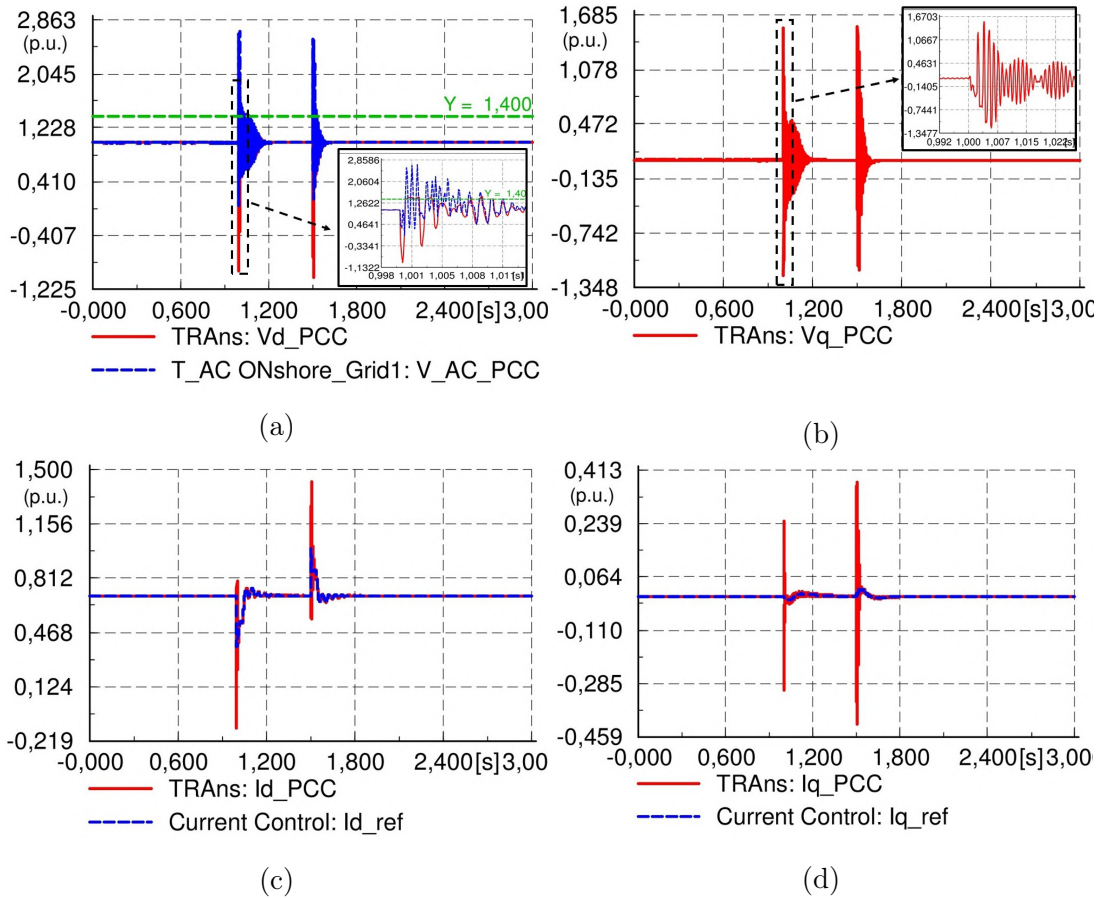 2,863
(p.u.)
2,045
1,228
0,410
-0,407
-1,225
Y = 1,400
2,8586
2,0604
1,2622
0,4641
-0,3341
-1,1322
Y = 1,40
0,998 1,001 1,005 1,008 1,011 [s]
-0,000 0,600 1,200 1,800 2,400 [s] 3,00
TRAns: Vd_PCC
T_AC ONshore_Grid1: V_AC_PCC
(a)
1,685
(p.u.)
1,078
0,472
-0,135
-0,742
-1,348
1,6703
1,0667
0,4631
-0,1405
-0,7441
-1,3477
0,992 1,000 1,007 1,015 1,022 [s]
-0,000 0,600 1,200 1,800 2,400 [s] 3,00
TRAns: Vq_PCC
(b)
1,500
(p.u.)
1,156
0,812
0,468
0,124
-0,219
-0,000 0,600 1,200 1,800 2,400 [s] 3,00
TRAns: Id_PCC
Current Control: Id_ref
(c)
0,413
(p.u.)
0,239
0,064
-0,110
-0,285
-0,459
-0,000 0,600 1,200 1,800 2,400 [s] 3,00
TRAns: Iq_PCC
Current Control: Iq_ref
(d)